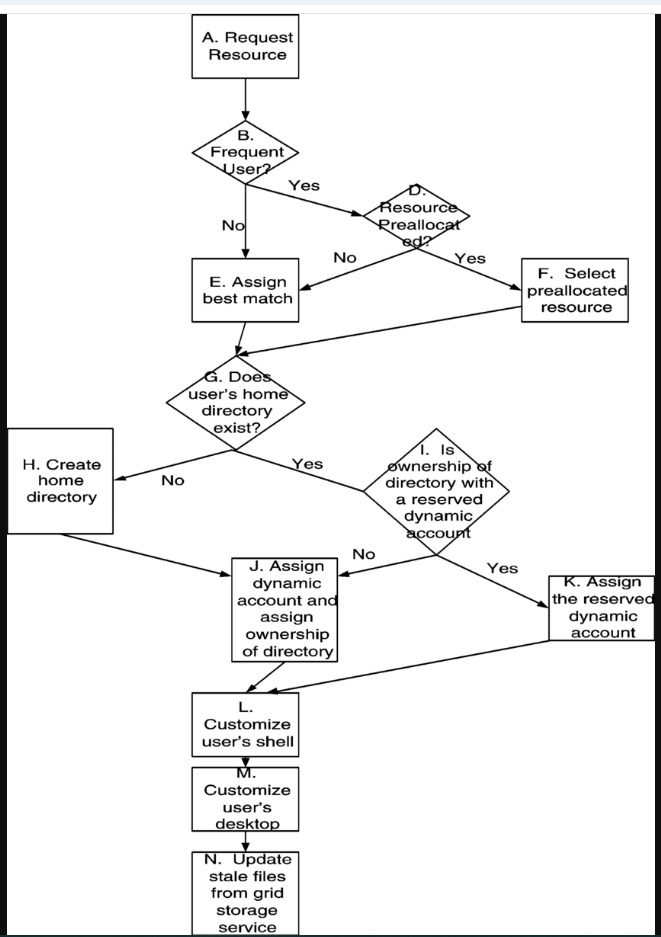 A. Request
Resource
B.
Frequent
User?
Yes
No
D.
Resource
Preallocat
ed?
No
Yes
E. Assign
best match
F. Select
preallocated
resource
G. Does
user's home
directory
exist?
No
Yes
H. Create
home
directory
I. Is
ownership of
directory with
a reserved
dynamic
account
No
Yes
J. Assign
dynamic
account and
assign
ownership
of directory
K. Assign
the reserved
dynamic
account
L.
Customize
user's shell
M.
Customize
user's
desktop
N. Update
stale files
from grid
storage
service